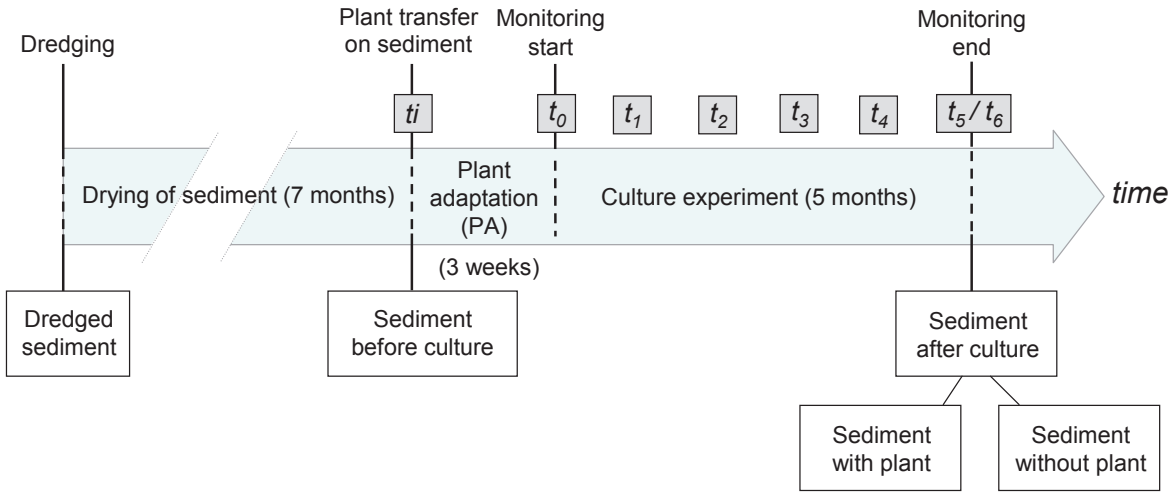 Dredging
Plant transfer
on sediment
Monitoring
start
Monitoring
end
ti
t0
t1
t2
t3
t4
t5 / t6
Drying of sediment (7 months)
Plant
adaptation
(PA)
(3 weeks)
Culture experiment (5 months)
time
Dredged
sediment
Sediment
before culture
Sediment
after culture
Sediment
with plant
Sediment
without plant